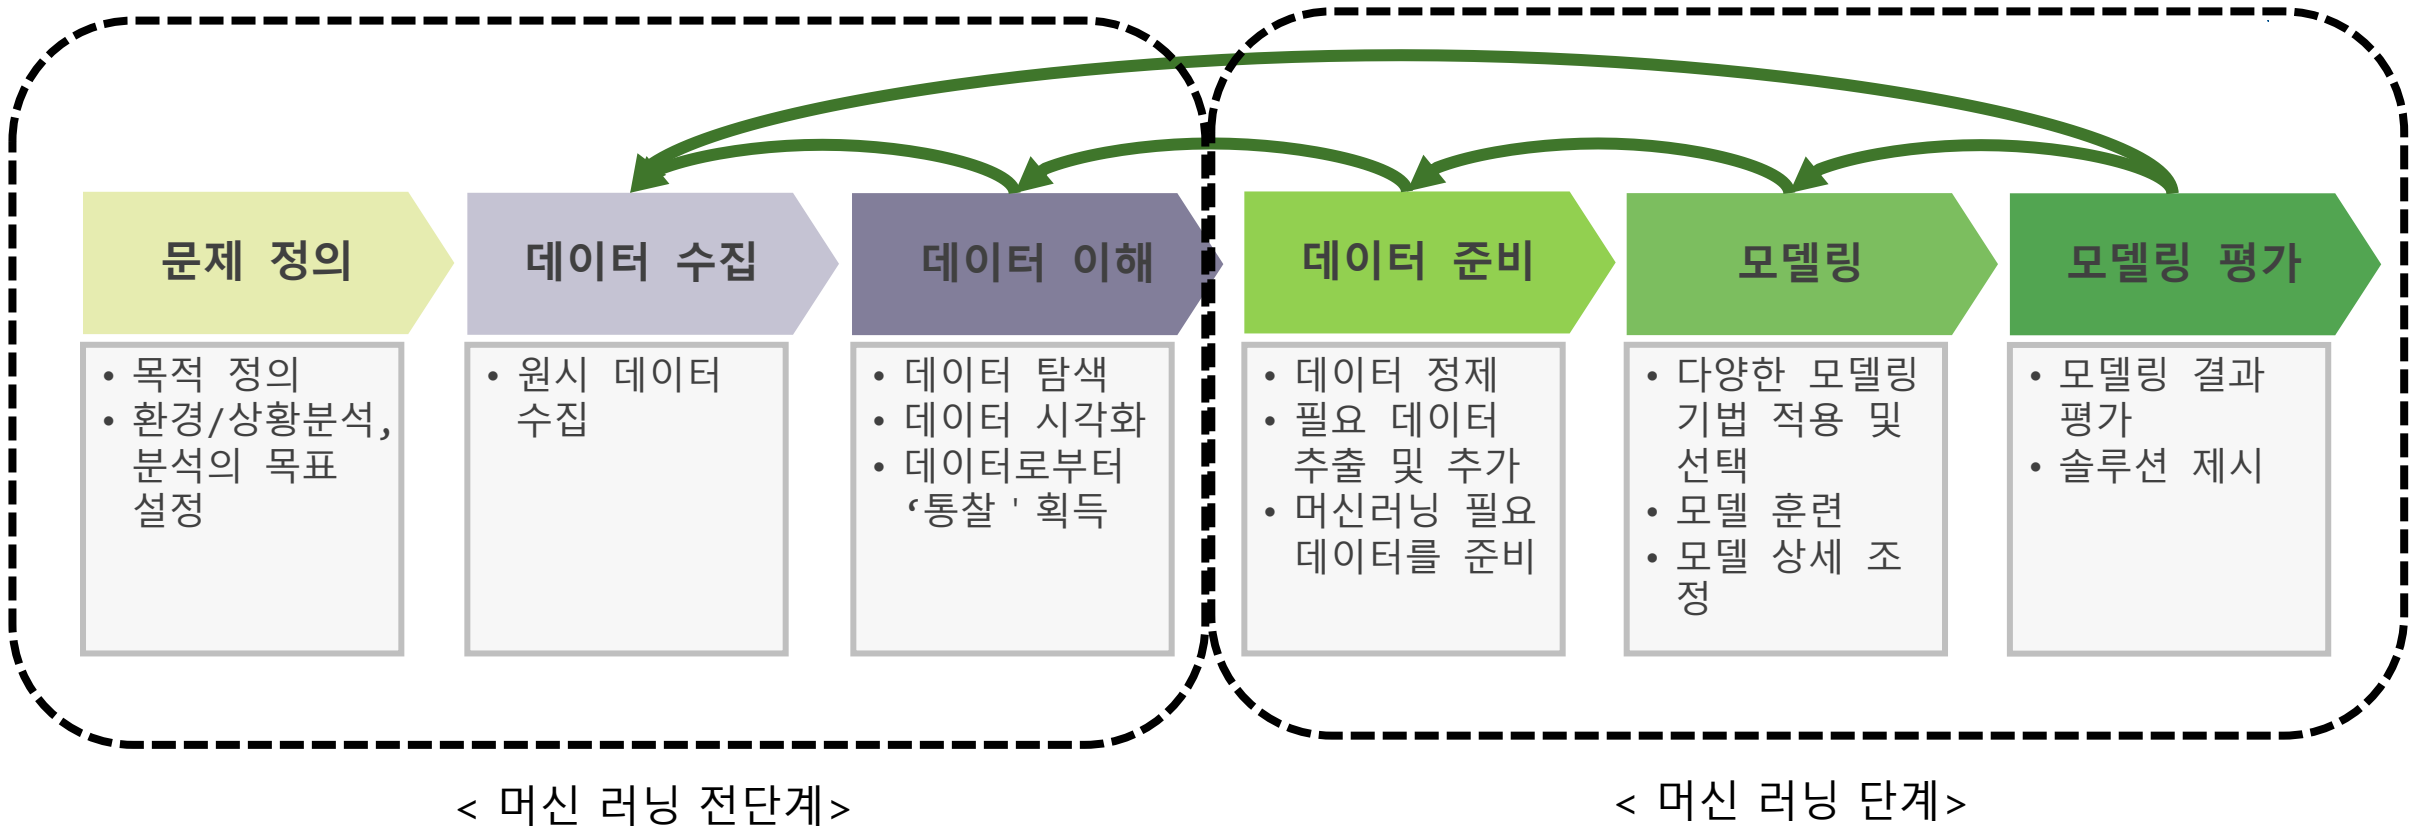 문제 정의
데이터 수집
데이터 이해
데이터 준비
모델링
모델링 평가
• 목적 정의
• 환경/상황분석,
분석의 목표
설정
• 원시 데이터
수집
• 데이터 탐색
• 데이터 시각화
• 데이터로부터
‘통찰 ' 획득
• 데이터 정제
• 필요 데이터
추출 및 추가
• 머신러닝 필요
데이터를 준비
• 다양한 모델링
기법 적용 및
선택
• 모델 훈련
• 모델 상세 조
정
• 모델링 결과
평가
• 솔루션 제시
< 머신 러닝 전단계>
< 머신 러닝 단계>